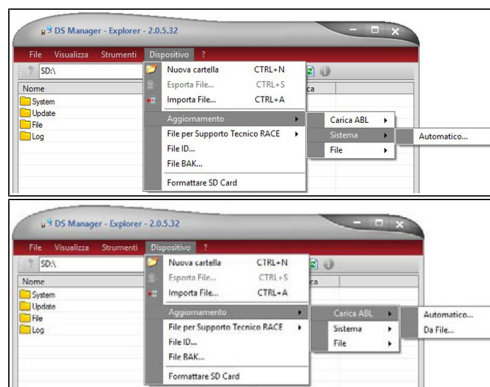 DS Manager - Explorer - 2.0.5.32
File Visualizza Strumenti Dispositivo ?
SD:\
Nome
System
Update
File
Log
Nuova cartella CTRL+N
Esporta File... CTRL+S
Importa File... CTRL+A
Aggiornamento
File per Supporto Tecnico RACE
File ID...
File BAK...
Formattare SD Card
Carica ABL
Sistema
File
Automatico...
DS Manager - Explorer - 2.0.5.32
File Visualizza Strumenti Dispositivo ?
SD:\
Nome
System
Update
File
Log
Nuova cartella CTRL+N
Esporta File... CTRL+S
Importa File... CTRL+A
Aggiornamento
File per Supporto Tecnico RACE
File ID...
File BAK...
Formattare SD Card
Carica ABL
Sistema
File
Automatico...
Da File...